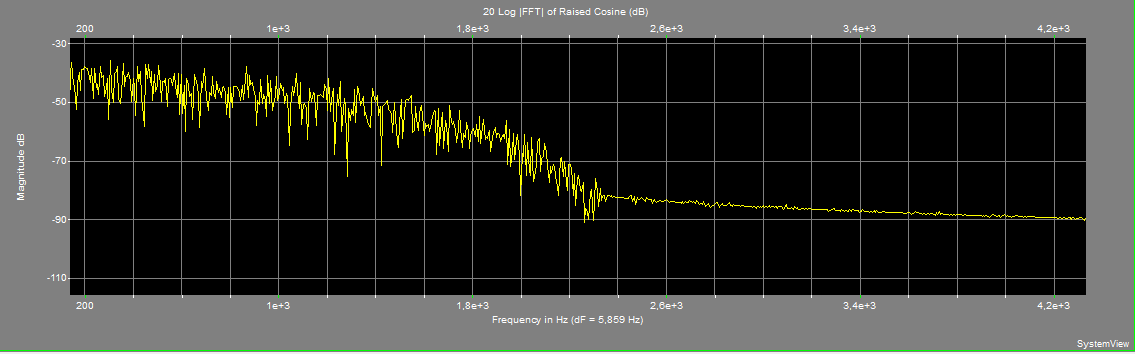 20 Log |FFT| of Raised Cosine (dB)
200 1e+3 1,8e+3 2,6e+3 3,4e+3 4,2e+3
-30
-50
-70
-90
-110
Magnitude dB
200 1e+3 1,8e+3 2,6e+3 3,4e+3 4,2e+3
Frequency in Hz (dF = 5,859 Hz)
SystemView